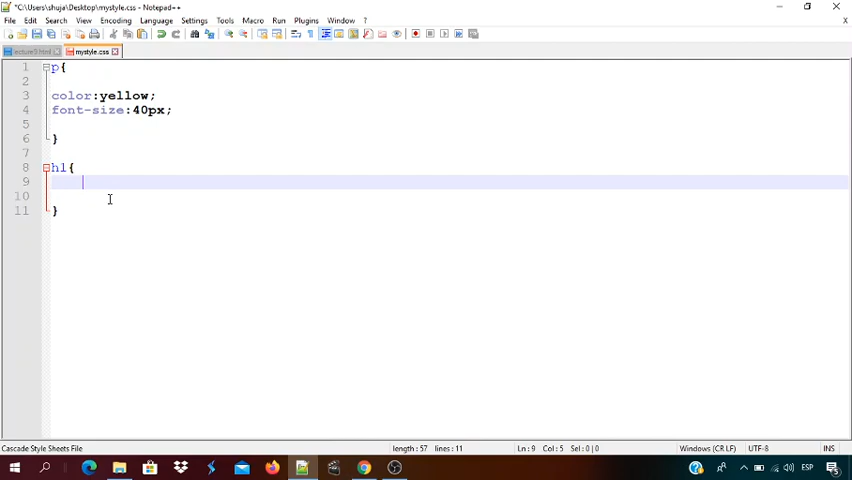 *C:\Users\shuja\Desktop\mystyle.css - Notepad++
File Edit Search View Encoding Language Settings Tools Macro Run Plugins Window ? X
lecture9.html mystyle.css
1 p{
2
3 color:yellow;
4 font-size:40px;
5
6 }
7
8 h1{
9
10
11 }
Cascade Style Sheets File length : 57 lines : 11 Ln : 9 Col : 5 Sel : 0 | 0 Windows (CR LF) UTF-8 INS
ESP 5